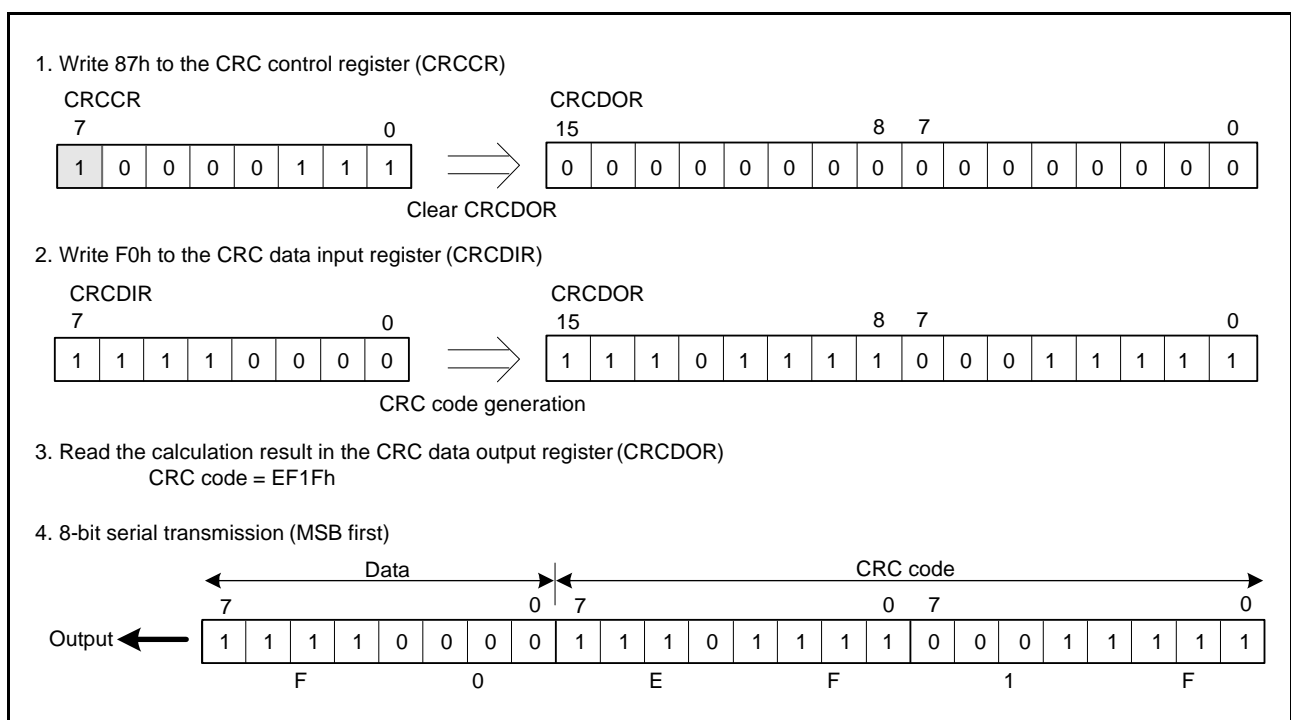 1. Write 87h to the CRC control register (CRCCR)
CRCCR CRCDOR
7 0 15 8 7 0
1 0 0 0 0 1 1 1 0 0 0 0 0 0 0 0 0 0 0 0 0 0 0 0
Clear CRCDOR
2. Write F0h to the CRC data input register (CRCDIR)
CRCDIR CRCDOR
7 0 15 8 7 0
1 1 1 1 0 0 0 0 1 1 1 0 1 1 1 1 0 0 0 1 1 1 1 1
CRC code generation
3. Read the calculation result in the CRC data output register (CRCDOR)
CRC code = EF1Fh
4. 8-bit serial transmission (MSB first)
Data CRC code
7 0 7 0 7 0
Output 1 1 1 1 0 0 0 0 1 1 1 0 1 1 1 1 0 0 0 1 1 1 1 1
F 0 E F 1 F